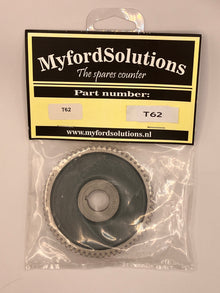 MyfordSolutions
The spares counter
Part number:
T62
T62
www.myfordsolutions.nl